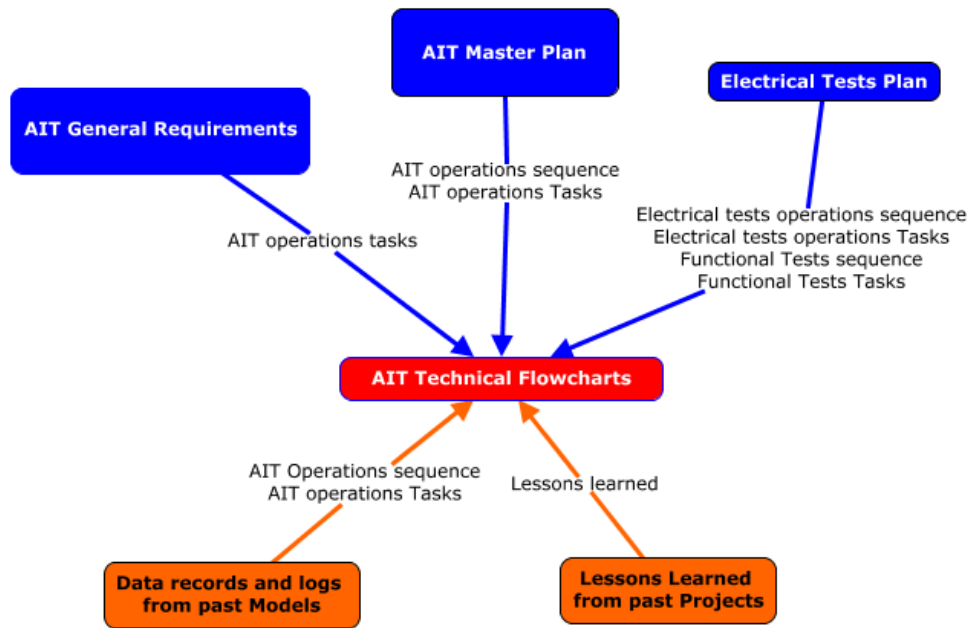 AIT Master Plan
Electrical Tests Plan
AIT General Requirements
AIT operations sequence
AIT operations Tasks
Electrical tests operations sequence
Electrical tests operations Tasks
Functional Tests sequence
Functional Tests Tasks
AIT operations tasks
AIT Technical Flowcharts
AIT Operations sequence
AIT operations Tasks
Lessons learned
Data records and logs
from past Models
Lessons Learned
from past Projects